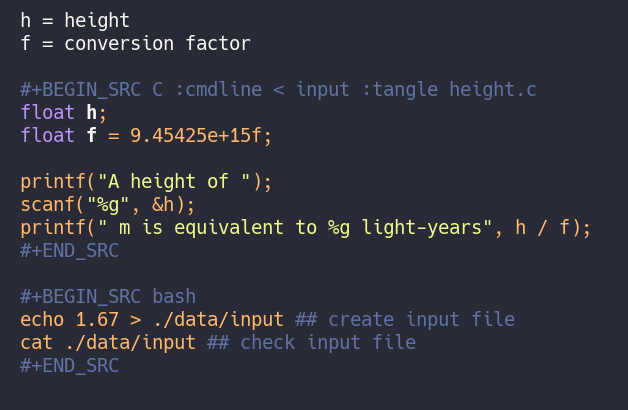 h = height
f = conversion factor
#+BEGIN_SRC C :cmdline < input :tangle height.c
float h;
float f = 9.45425e+15f;
printf("A height of ");
scanf("%g", &h);
printf(" m is equivalent to %g light-years", h / f);
#+END_SRC
#+BEGIN_SRC bash
echo 1.67 > ./data/input ## create input file
cat ./data/input ## check input file
#+END_SRC